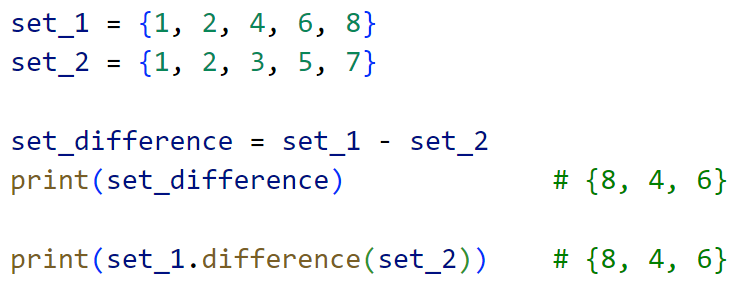 set_1 = {1, 2, 4, 6, 8}
set_2 = {1, 2, 3, 5, 7}
set_difference = set_1 - set_2
print(set_difference)             # {8, 4, 6}
print(set_1.difference(set_2))    # {8, 4, 6}